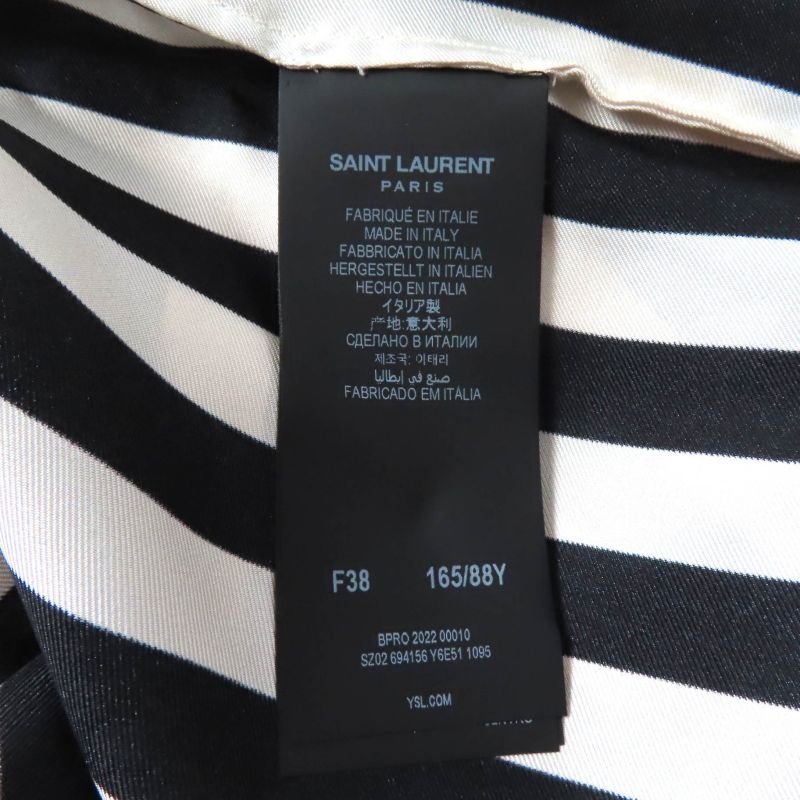 SAINT LAURENT
PARIS
FABRIQUÉ EN ITALIE
MADE IN ITALY
FABBRICATO IN ITALIA
HERGESTELLT IN ITALIEN
HECHO EN ITALIA
イタリア製
产地:意大利
СДЕЛАНО В ИТАЛИИ
제조국: 이태리
صنع في إيطاليا
FABRICADO EM ITÁLIA
F38 165/88Y
BPRO 2022 00010
SZ02 694156 Y6E51 1095
YSL.COM